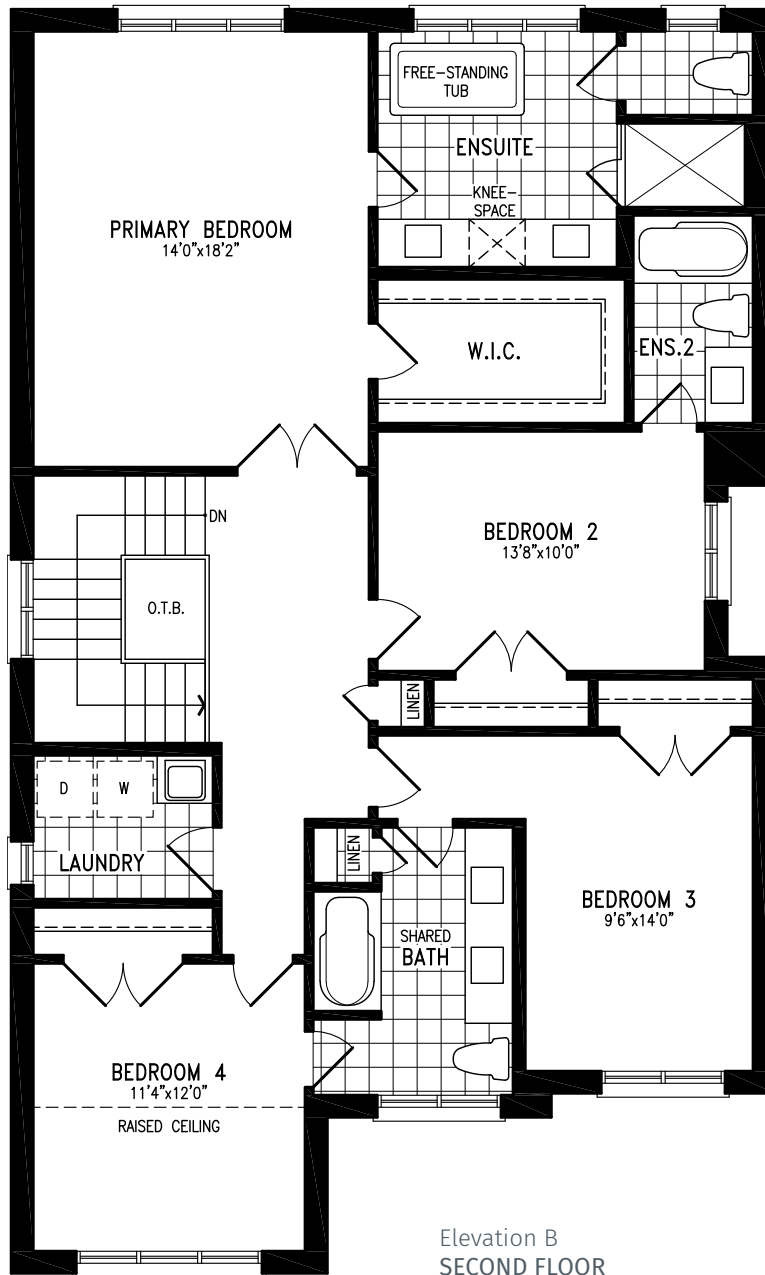 FREE-STANDING
TUB
ENSUITE
KNEE-
SPACE
PRIMARY BEDROOM
14'0"x18'2"
W.I.C.
ENS.2
DN
BEDROOM 2
13'8"x10'0"
O.T.B.
LINEN
D
W
LAUNDRY
LINEN
BEDROOM 3
9'6"x14'0"
SHARED
BATH
BEDROOM 4
11'4"x12'0"
RAISED CEILING
Elevation B
SECOND FLOOR